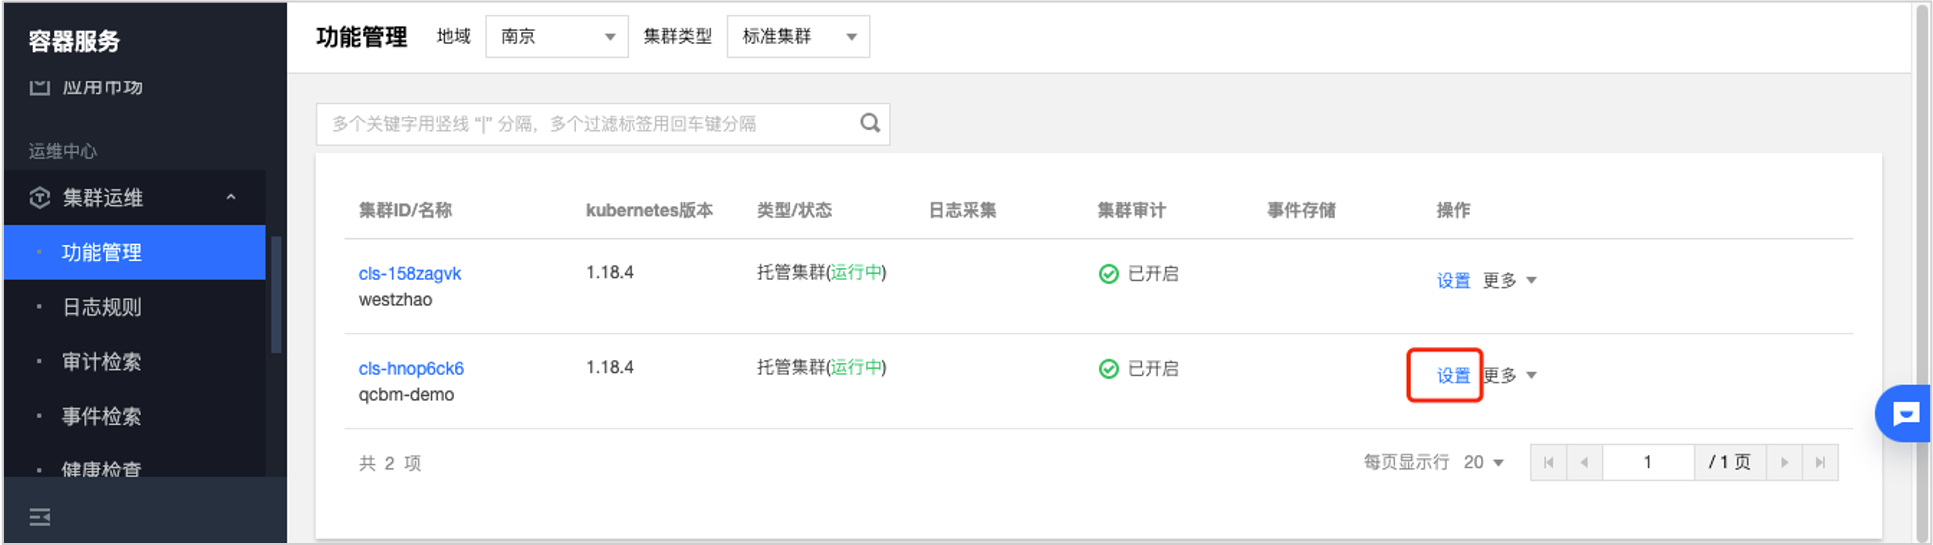 容器服务
应用市场
运维中心
集群运维
功能管理
日志规则
审计检索
事件检索
健康检查
功能管理 地域 南京 集群类型 标准集群
多个关键字用竖线 “|” 分隔，多个过滤标签用回车键分隔
集群ID/名称 kubernetes版本 类型/状态 日志采集 集群审计 事件存储 操作
cls-158zagvk 1.18.4 托管集群(运行中) 已开启 设置 更多
westzhao
cls-hnop6ck6 1.18.4 托管集群(运行中) 已开启 设置 更多
qcbm-demo
共 2 项 每页显示行 20 1 / 1 页